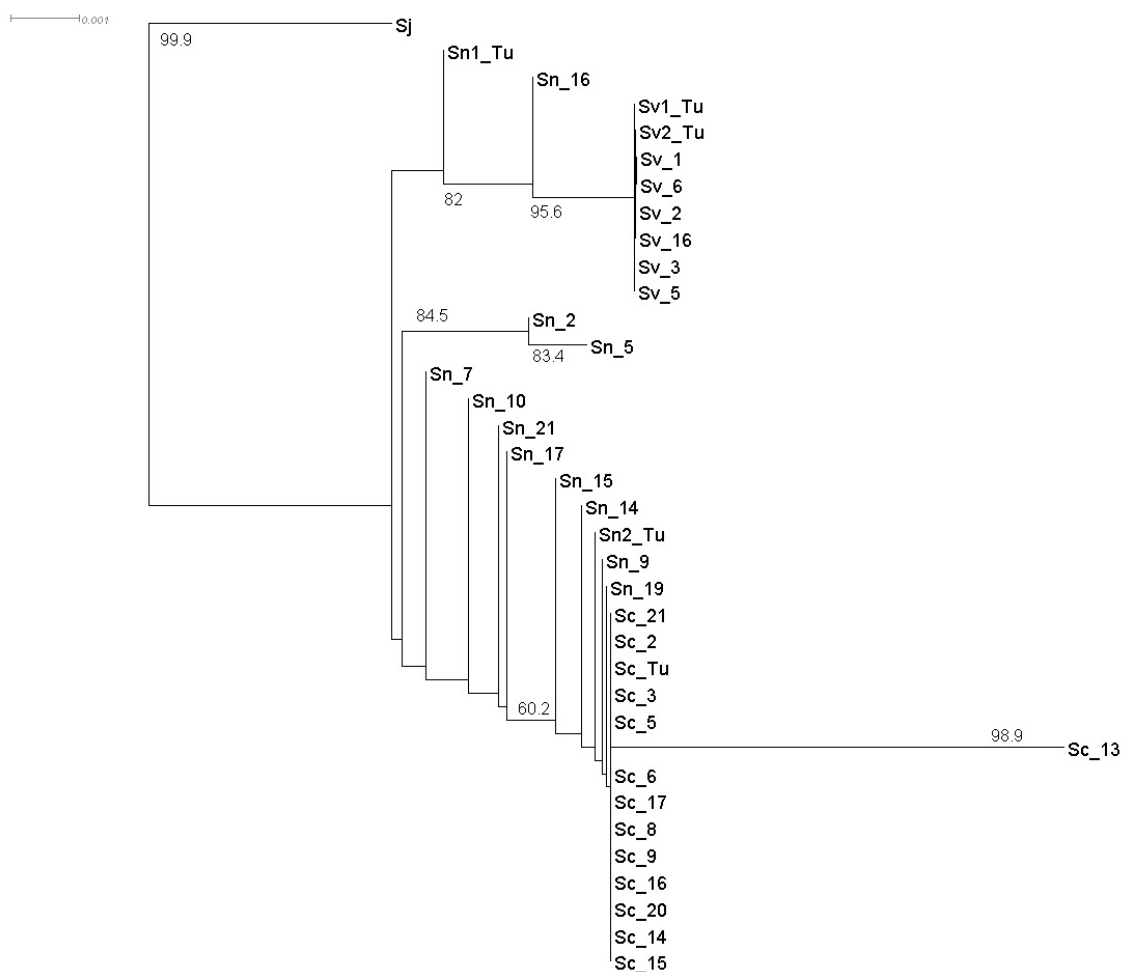 0.001
Sj
99.9
Sn1_Tu
Sn_16
Sv1_Tu
Sv2_Tu
Sv_1
Sv_6
82
95.6
Sv_2
Sv_16
Sv_3
Sv_5
84.5
Sn_2
Sn_5
83.4
Sn_7
Sn_10
Sn_21
Sn_17
Sn_15
Sn_14
Sn2_Tu
Sn_9
Sn_19
Sc_21
Sc_2
Sc_Tu
Sc_3
60.2
Sc_5
98.9
Sc_13
Sc_6
Sc_17
Sc_8
Sc_9
Sc_16
Sc_20
Sc_14
Sc_15